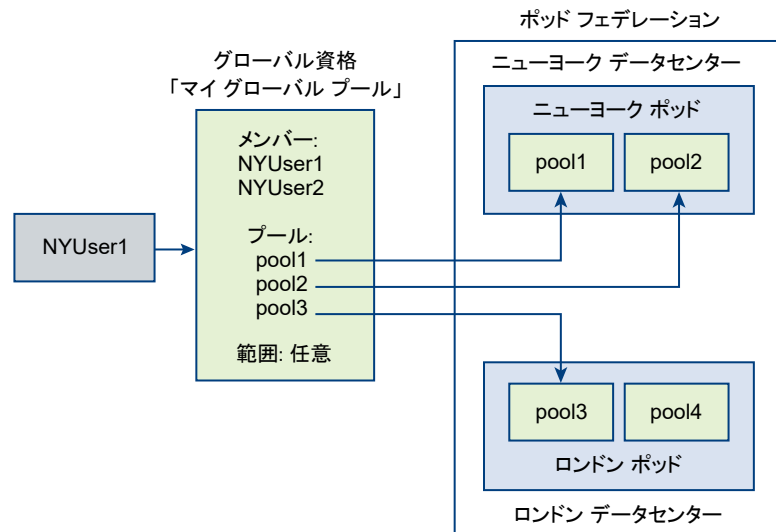 ポッド フェデレーション
グローバル資格
「マイ グローバル プール」
メンバー:
NYUser1
NYUser2
プール:
pool1
pool2
pool3
範囲: 任意
NYUser1
ニューヨーク データセンター
ニューヨーク ポッド
pool1
pool2
pool3
pool4
ロンドン ポッド
ロンドン データセンター